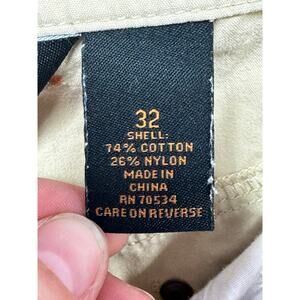 32
SHELL:
74% COTTON
26% NYLON
MADE IN
CHINA
RN 70534
CARE ON REVERSE